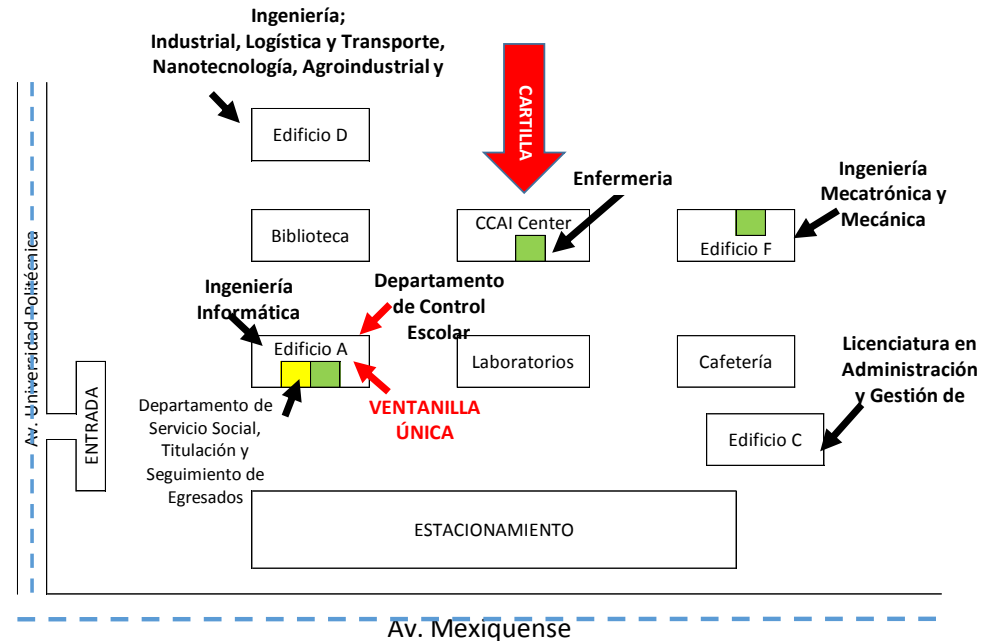 Ingeniería;
Industrial, Logística y Transporte,
Nanotecnología, Agroindustrial y
Edificio D
CARTILLA
Enfermeria
Ingeniería
Mecatrónica y
Mecánica
Biblioteca
CCAI Center
Edificio F
Av. Universidad Politécnica
Ingeniería
Informática
Departamento
de Control
Escolar
Edificio A
Laboratorios
Cafetería
Licenciatura en
Administración
y Gestión de
VENTANILLA
ÚNICA
Departamento de
Servicio Social,
Titulación y
Seguimiento de
Egresados
ENTRADA
Edificio C
ESTACIONAMIENTO
Av. Mexiquense